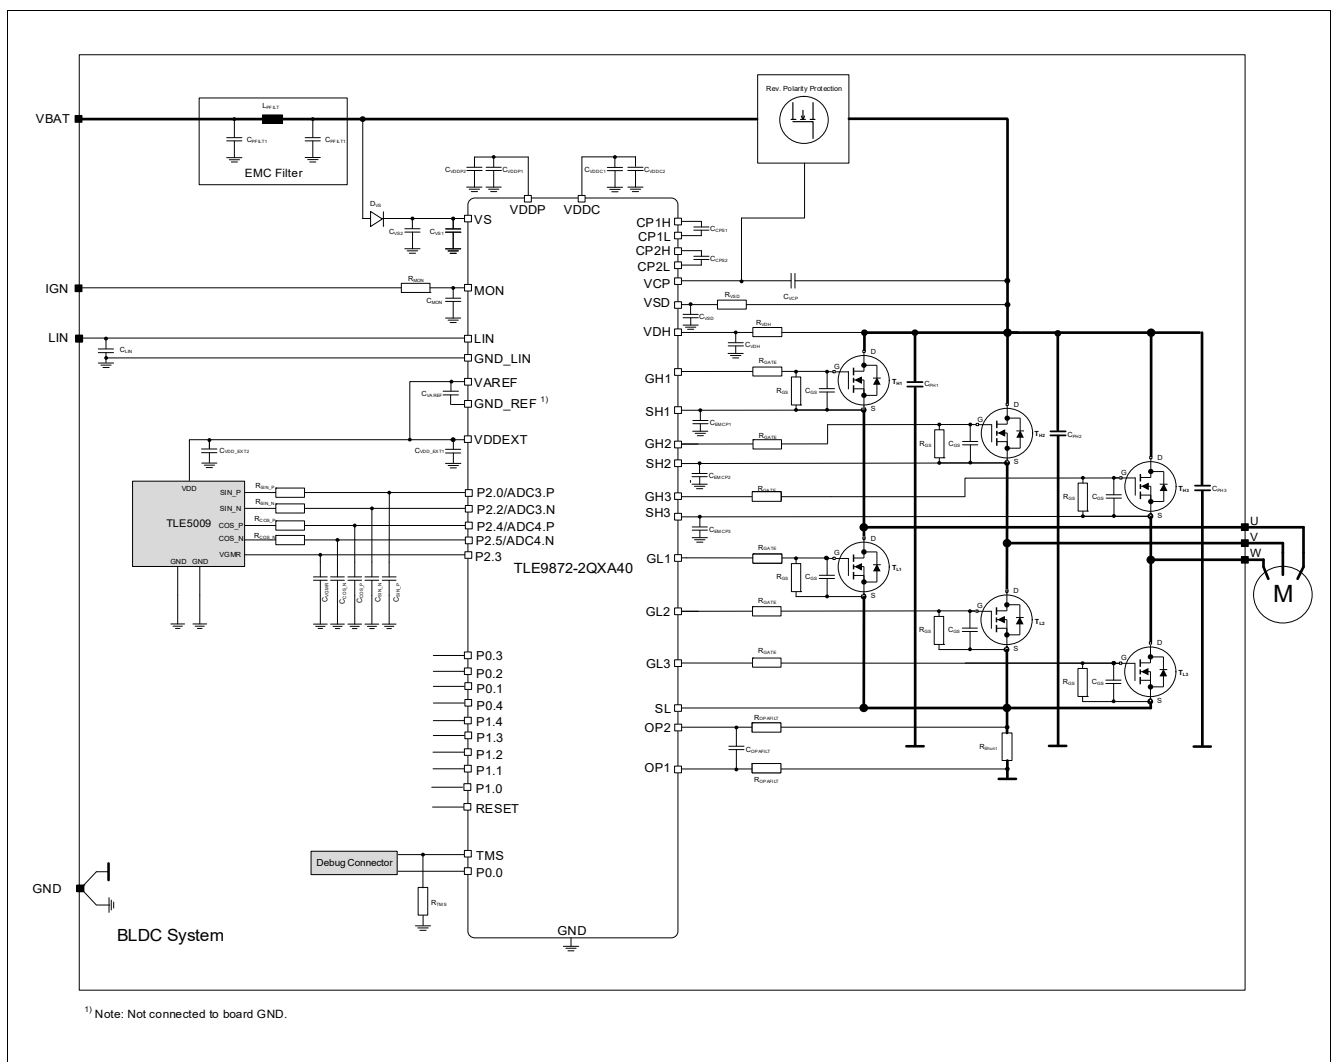 Rev. Polarity Protection
VBAT
LPFILT
CPFILT1
CPFILT1
EMC Filter
CVDDP2
CVDDP1
CVDDC1
CVDDC2
VDDP
VDDC
DVS
CVS2
CVS1
VS
CP1H
CCPS1
CP1L
CP2H
CCPS2
CP2L
VCP
CVCP
IGN
RMON
CMON
MON
VSD
RVSD
CVSD
LIN
CLIN
LIN
GND_LIN
VDH
RVDH
CVDH
VAREF
CVAREF
GND_REF 1)
GH1
RGATE
RGS
CGS
G
D
S
TH1
CPH1
SH1
CEMCP1
VDDEXT
CVDD_EXT2
CVDD_EXT1
GH2
RGATE
RGS
CGS
G
D
S
TH2
CPH2
SH2
CEMCP2
GH3
RGATE
RGS
CGS
G
D
S
TH3
CPH3
SH3
CEMCP3
VDD
TLE5009
SIN_P
SIN_N
COS_P
COS_N
VGMR
GND GND
RSIN_P
RSIN_N
RCOS_P
RCOS_N
P2.0/ADC3.P
P2.2/ADC3.N
P2.4/ADC4.P
P2.5/ADC4.N
P2.3
CVGMR
CCOS_N
CCOS_P
CSIN_N
CSIN_P
TLE9872-2QXA40
U
V
W
M
GL1
RGATE
RGS
CGS
G
D
S
TL1
GL2
RGATE
RGS
CGS
G
D
S
TL2
GL3
RGATE
RGS
CGS
G
D
S
TL3
P0.3
P0.2
P0.1
P0.4
P1.4
P1.3
P1.2
P1.1
P1.0
RESET
SL
OP2
ROPAFILT
COPAFILT
RShunt
OP1
ROPAFILT
Debug Connector
TMS
P0.0
RTMS
GND
GND
BLDC System
1) Note: Not connected to board GND.